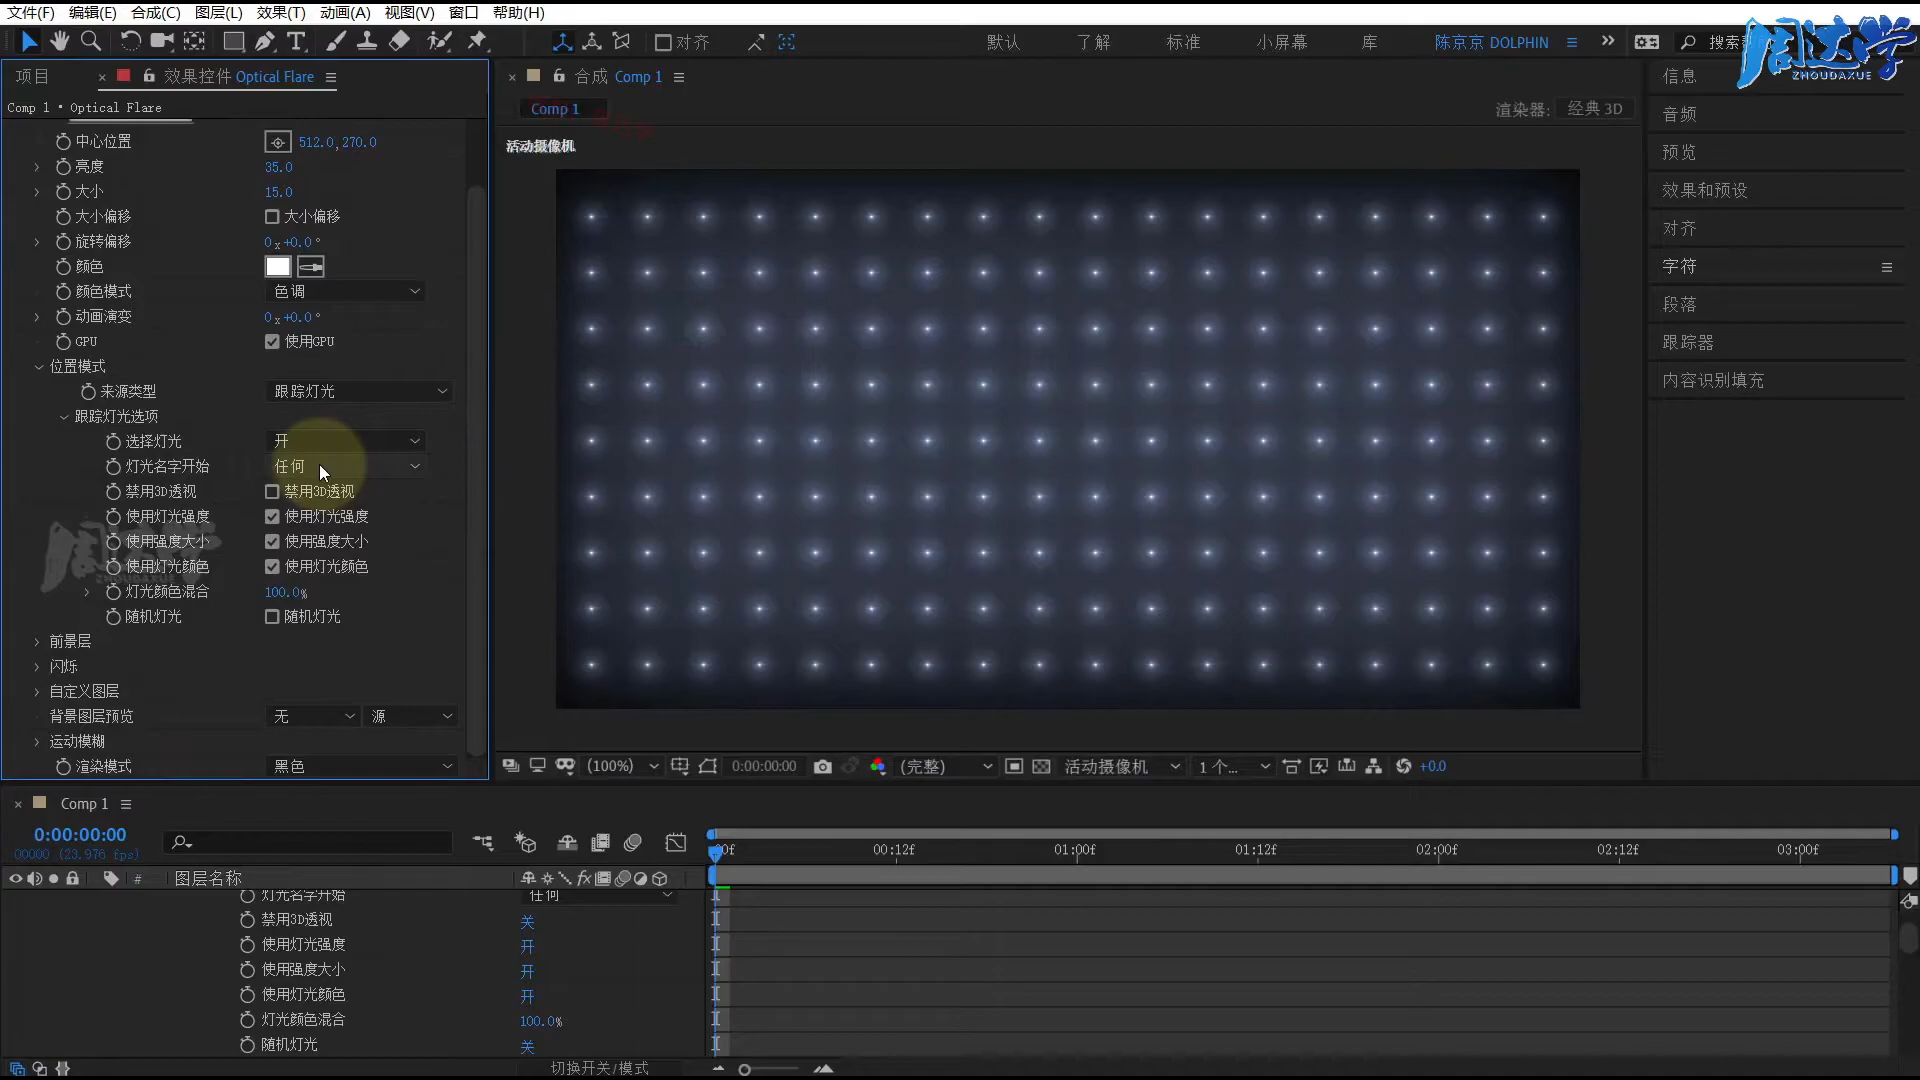 文件(F) 编辑(E) 合成(C) 图层(L) 效果(T) 动画(A) 视图(V) 窗口 帮助(H)
对齐 默认 了解 标准 小屏幕 库 陈京京 DOLPHIN 搜索
周达学
ZHOUDAXUE
项目 效果控件 Optical Flare
合成 Comp 1
信息
Comp 1 • Optical Flare
Comp 1
渲染器: 经典 3D
音频
中心位置 512.0,270.0
活动摄像机
预览
亮度 35.0
大小 15.0
效果和预设
大小偏移 大小偏移
对齐
旋转偏移 0x+0.0°
颜色
字符
颜色模式 色调
段落
动画演变 0x+0.0°
GPU 使用GPU
跟踪器
位置模式
内容识别填充
来源类型 跟踪灯光
跟踪灯光选项
选择灯光 开
灯光名字开始 任何
禁用3D透视 禁用3D透视
使用灯光强度 使用灯光强度
使用强度大小 使用强度大小
使用灯光颜色 使用灯光颜色
灯光颜色混合 100.0%
随机灯光 随机灯光
周达学
ZHOUDAXUE
前景层
闪烁
自定义图层
背景图层预览 无 源
运动模糊
渲染模式 黑色
(100%) 0:00:00:00 (完整) 活动摄像机 1 个... +0.0
Comp 1
0:00:00:00
00000 (23.976 fps)
00f 00:12f 01:00f 01:12f 02:00f 02:12f 03:00f
# 图层名称 fx
灯光名字开始 任何
禁用3D透视 关
使用灯光强度 开
使用强度大小 开
使用灯光颜色 开
灯光颜色混合 100.0%
随机灯光 关
切换开关/模式